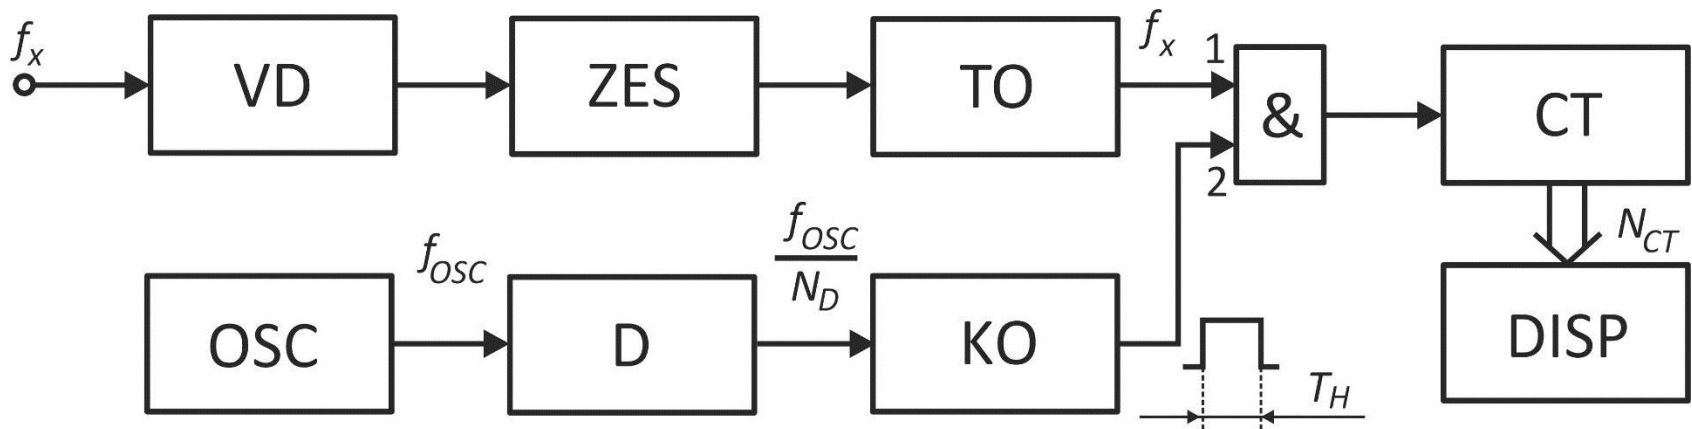 f_x
VD
ZES
TO
f_x
1
2
&
CT
N_CT
DISP
OSC
f_OSC
D
f_OSC
N_D
KO
T_H